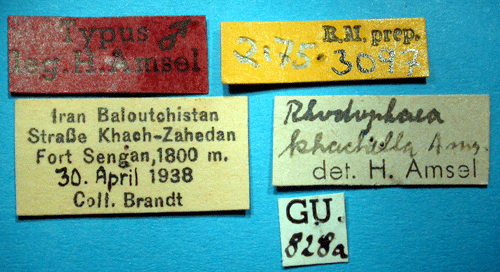 Typus ♂
leg. H. Amsel
R.M. prep.
2.75. 3097
Iran Baloutchistan
Straße Khach-Zahedan
Fort Sengan, 1800 m.
30. April 1938
Coll. Brandt
Rhodophaea
khachella Ams.
det. H. Amsel
GU.
828a